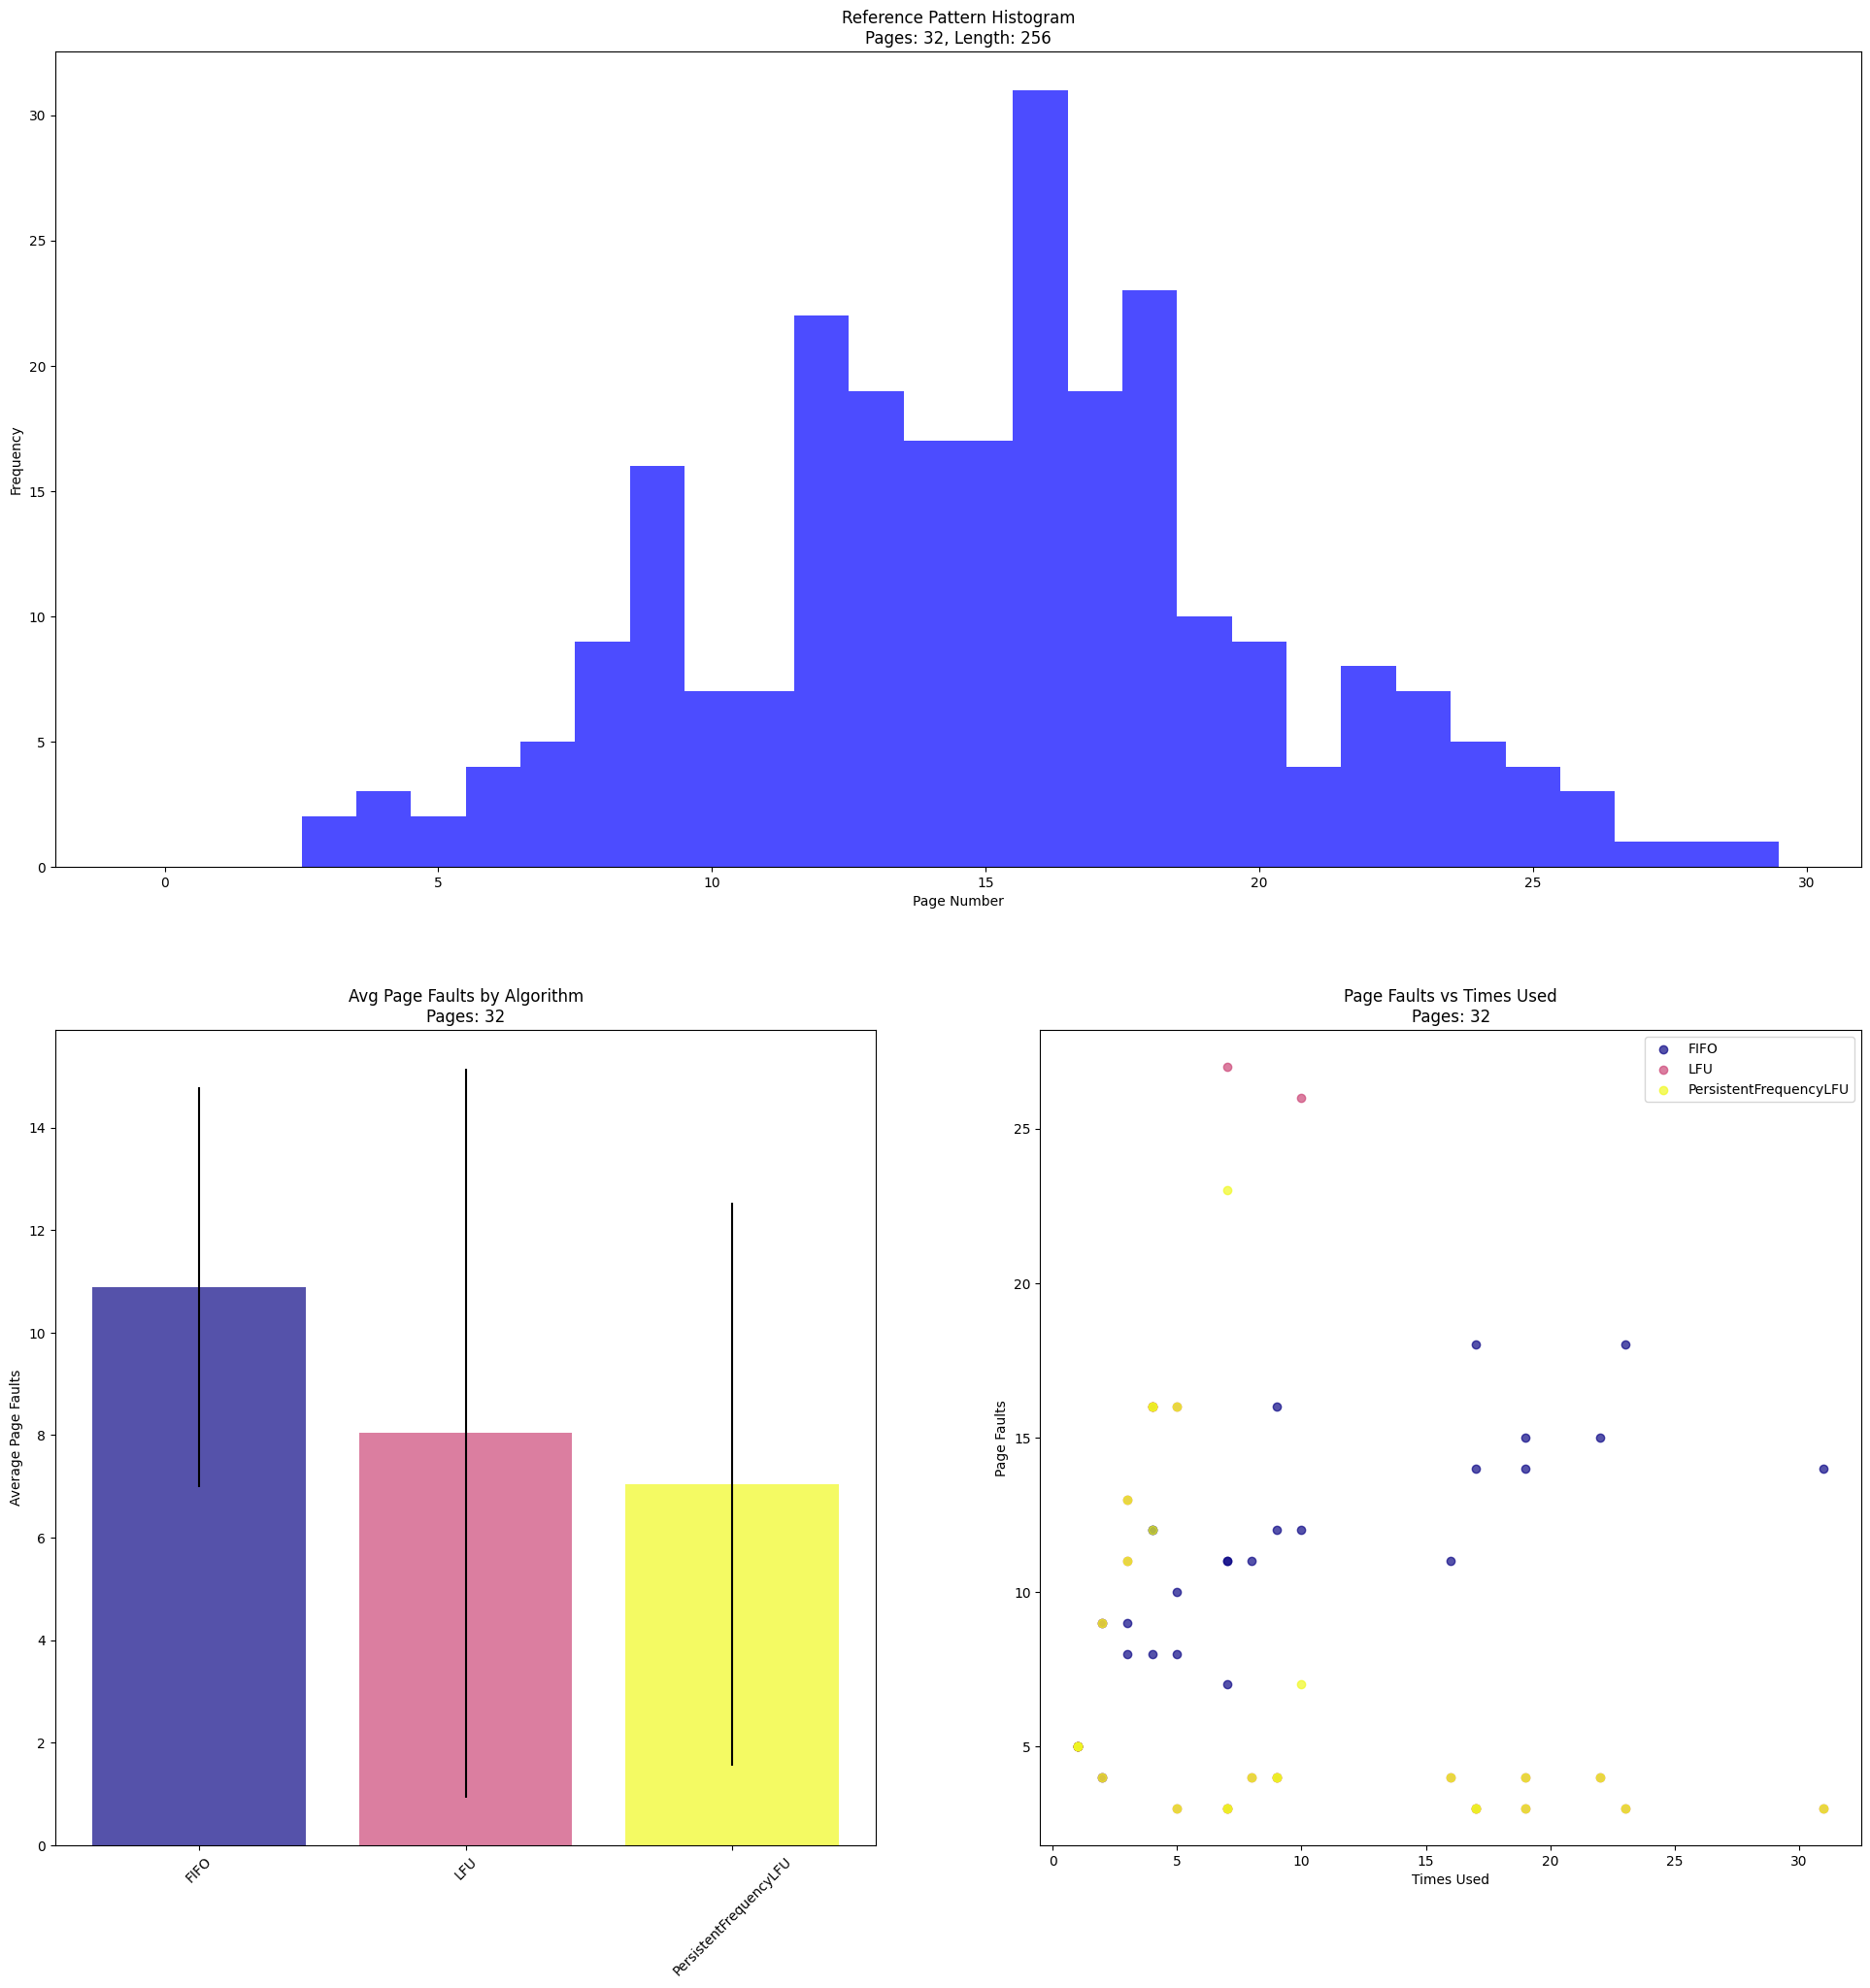 Reference Pattern Histogram
Pages: 32, Length: 256
Frequency
30
25
20
15
10
5
0
0
5
10
15
20
25
30
Page Number
Avg Page Faults by Algorithm
Pages: 32
Average Page Faults
14
12
10
8
6
4
2
0
FIFO
LFU
PersistentFrequencyLFU
Page Faults vs Times Used
Pages: 32
FIFO
LFU
PersistentFrequencyLFU
Page Faults
25
20
15
10
5
0
5
10
15
20
25
30
Times Used